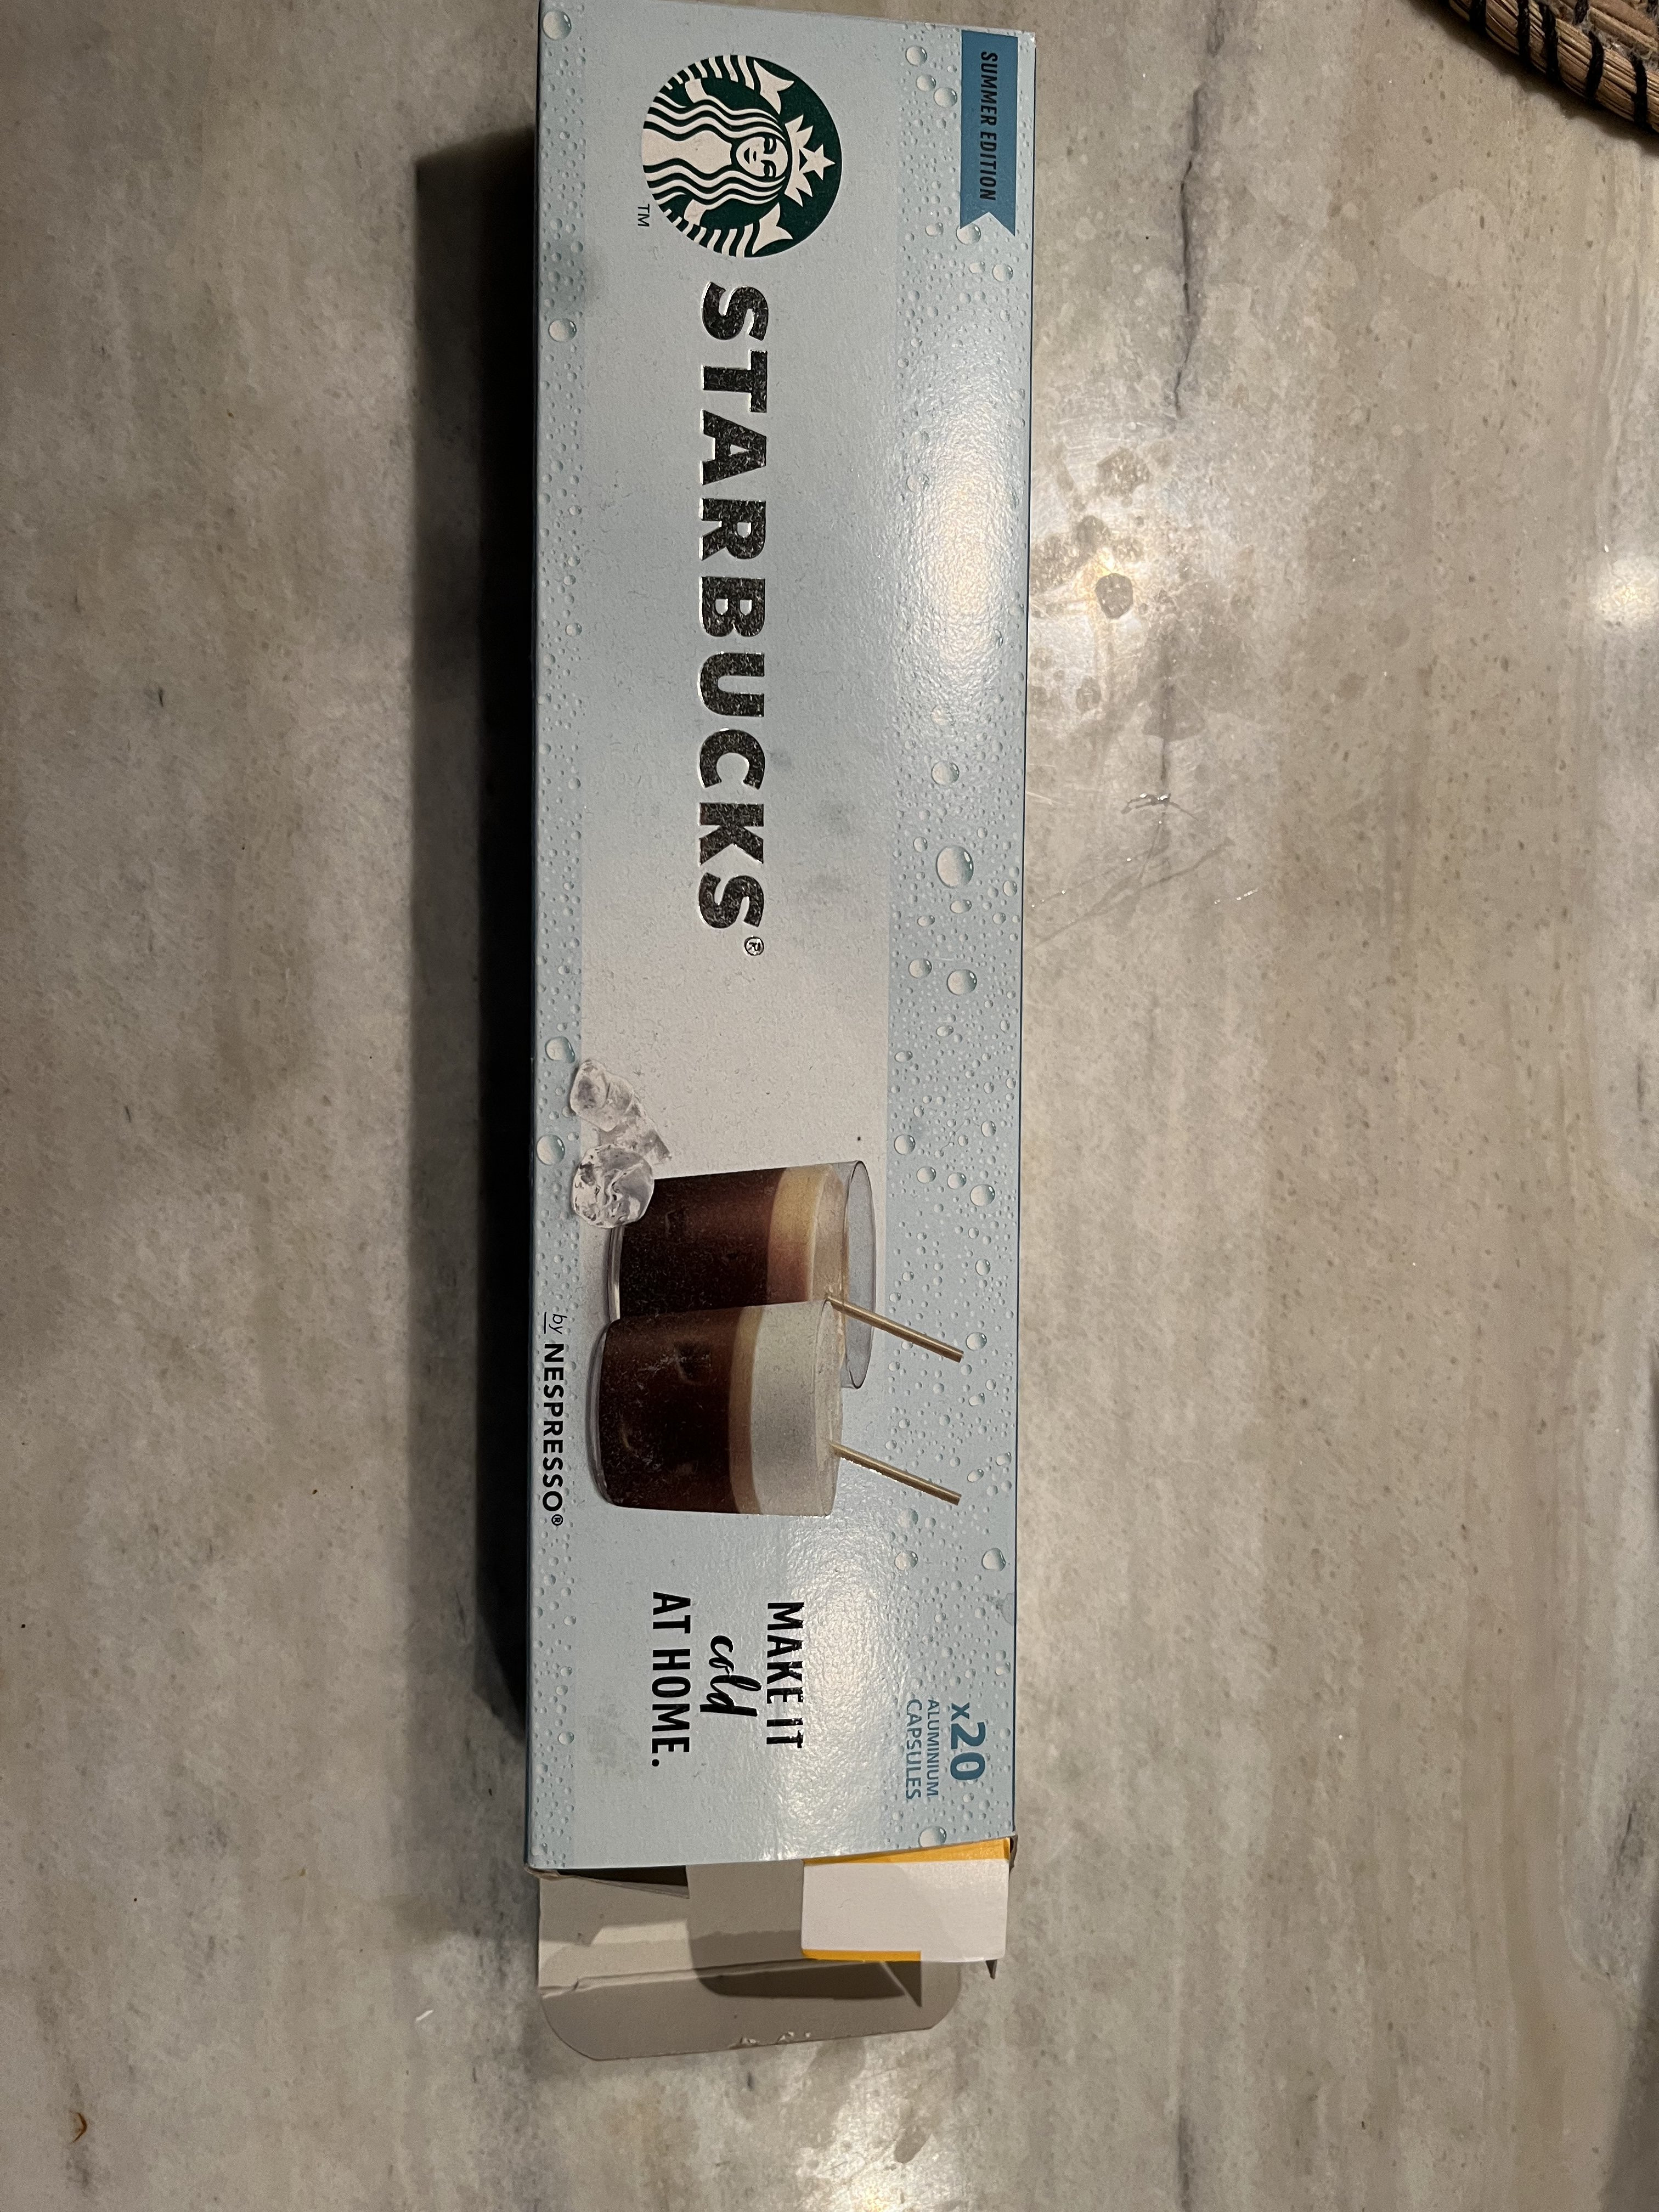 SUMMER EDITION
TM
STARBUCKS®
by NESPRESSO®
x20
ALUMINIUM
CAPSULES
MAKE IT
cold
AT HOME.